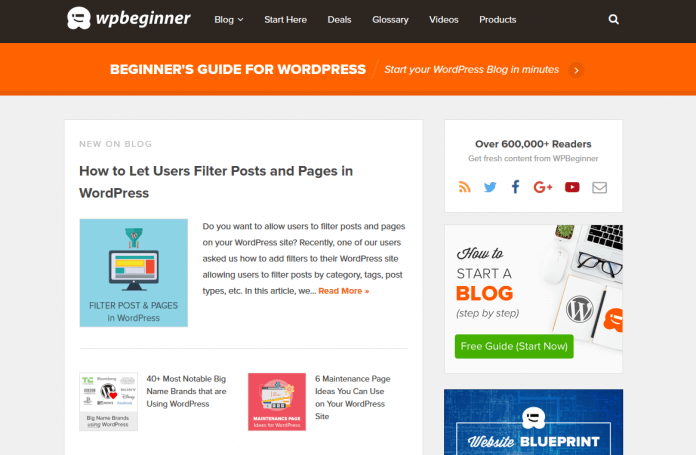 wpbeginner
Blog Start Here Deals Glossary Videos Products
BEGINNER'S GUIDE FOR WORDPRESS / Start your WordPress Blog in minutes
NEW ON BLOG
How to Let Users Filter Posts and Pages in
WordPress
FILTER POST & PAGES
in WordPress
Do you want to allow users to filter posts and pages
on your WordPress site? Recently, one of our users
asked us how to add filters to their WordPress site
allowing users to filter posts by category, tags, post
types, etc. In this article, we... Read More »
TC
Bloomberg
BBC
SONY
facebook
Big Name Brands
using WordPress
40+ Most Notable Big
Name Brands that are
Using WordPress
MAINTENANCE PAGE
Ideas for WordPress
6 Maintenance Page
Ideas You Can Use
on Your WordPress
Site
Over 600,000+ Readers
Get fresh content from WPBeginner
G+
How to
START A
BLOG
(step by step)
Free Guide (Start Now)
Website BLUEPRINT